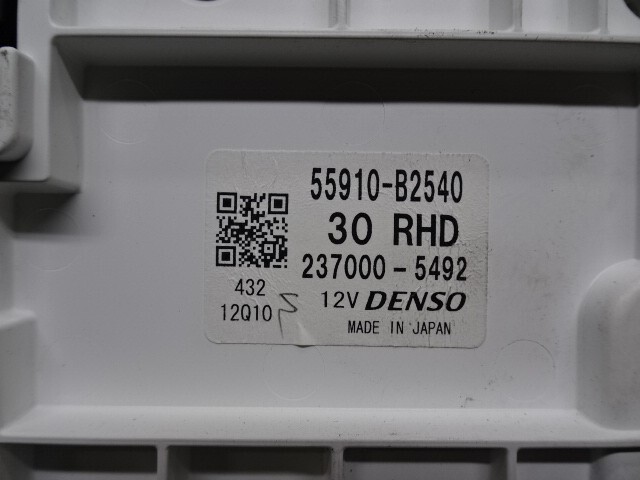 55910-B2540
30 RHD
237000-5492
432
12V DENSO
12Q10
MADE IN JAPAN